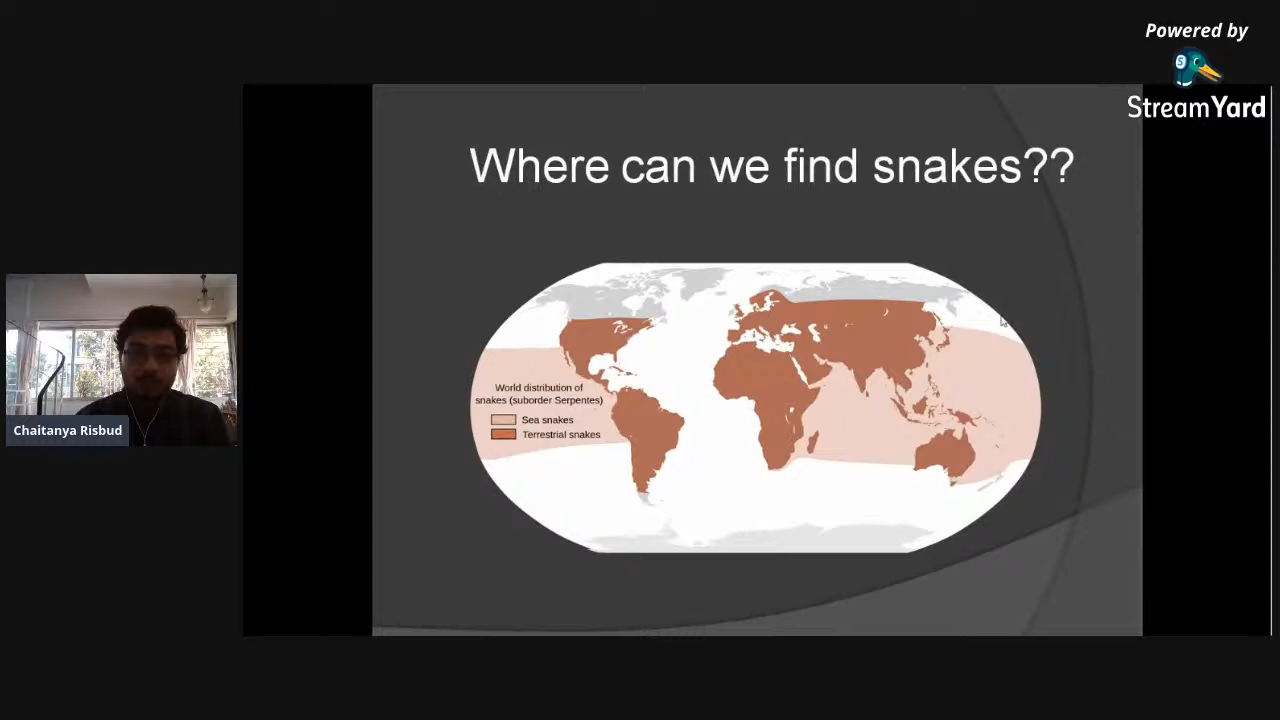 Powered by
StreamYard
Where can we find snakes??
World distribution of
snakes (suborder Serpentes)
Sea snakes
Terrestrial snakes
Chaitanya Risbud